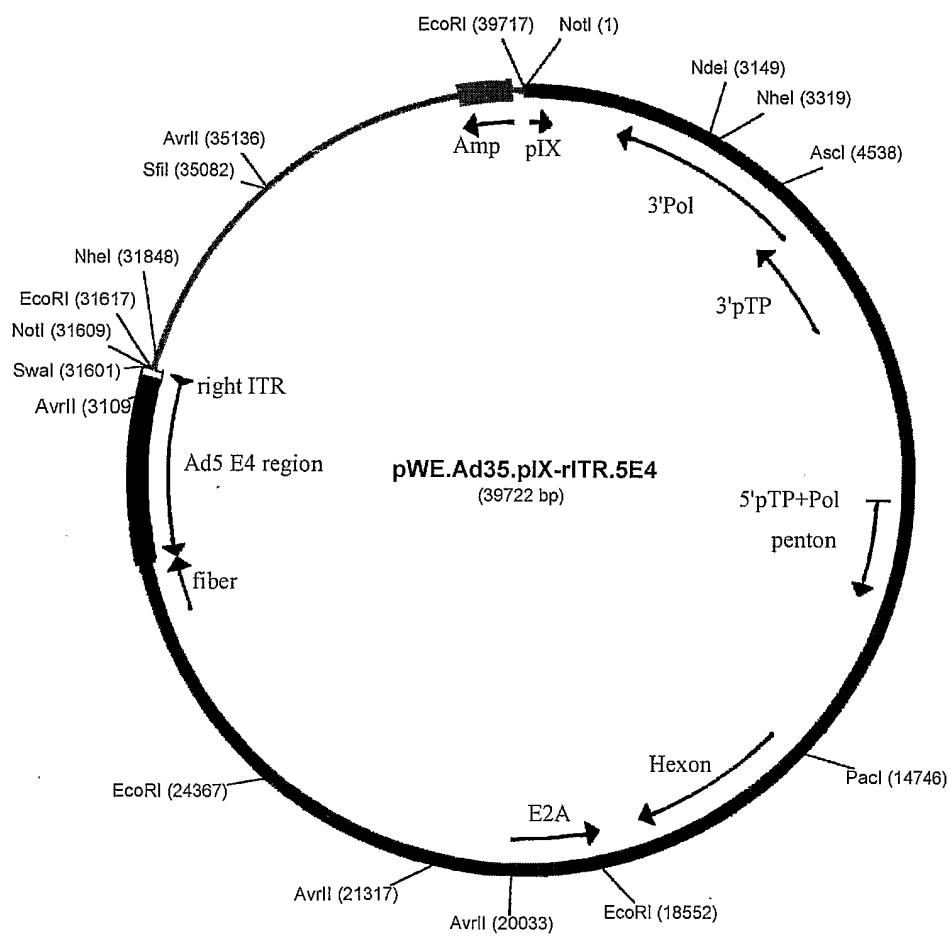 EcoRI (39717)
NotI (1)
NdeI (3149)
NheI (3319)
AscI (4538)
AvrII (35136)
SfiI (35082)
Amp
pIX
3'Pol
3'pTP
NheI (31848)
EcoRI (31617)
NotI (31609)
SwaI (31601)
AvrII (3109
right ITR
Ad5 E4 region
pWE.Ad35.pIX-rITR.5E4
(39722 bp)
5'pTP+Pol
penton
fiber
Hexon
PacI (14746)
EcoRI (24367)
E2A
AvrII (21317)
AvrII (20033)
EcoRI (18552)